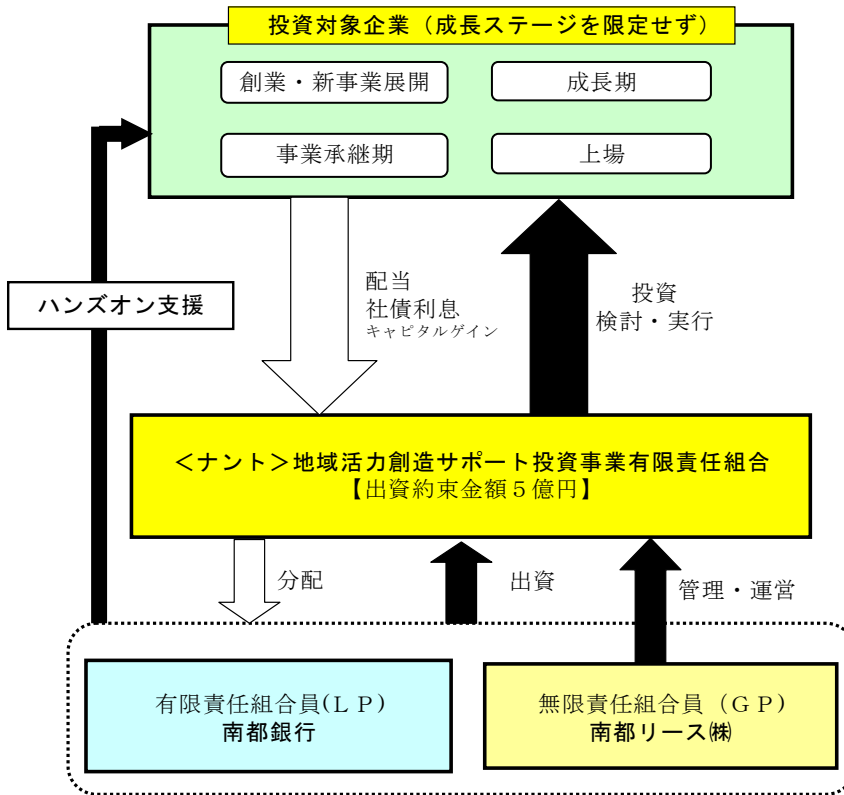 投資対象企業（成長ステージを限定せず）
創業・新事業展開
成長期
事業承継期
上場
ハンズオン支援
配当
社債利息
キャピタルゲイン
投資
検討・実行
＜ナント＞地域活力創造サポート投資事業有限責任組合
【出資約束金額５億円】
分配
出資
管理・運営
有限責任組合員(ＬＰ)
南都銀行
無限責任組合員（ＧＰ）
南都リース㈱